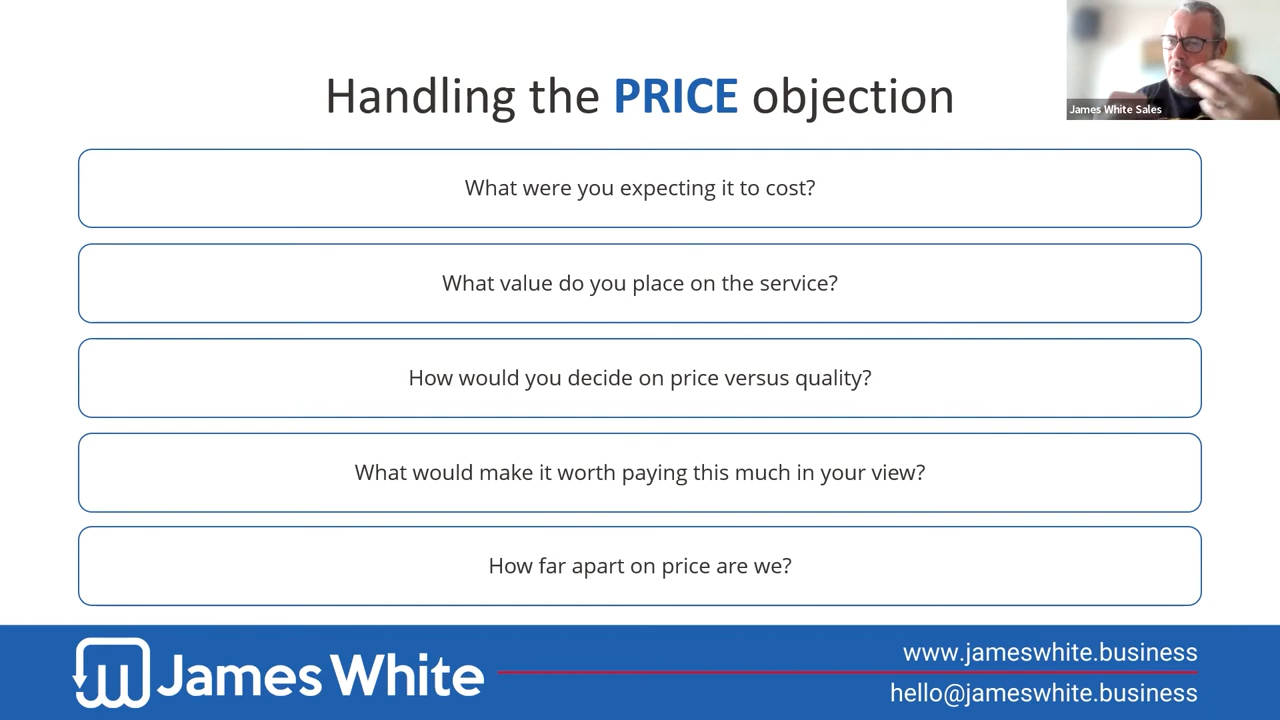 Handling the PRICE objection
James White Sales
What were you expecting it to cost?
What value do you place on the service?
How would you decide on price versus quality?
What would make it worth paying this much in your view?
How far apart on price are we?
James White
www.jameswhite.business
hello@jameswhite.business